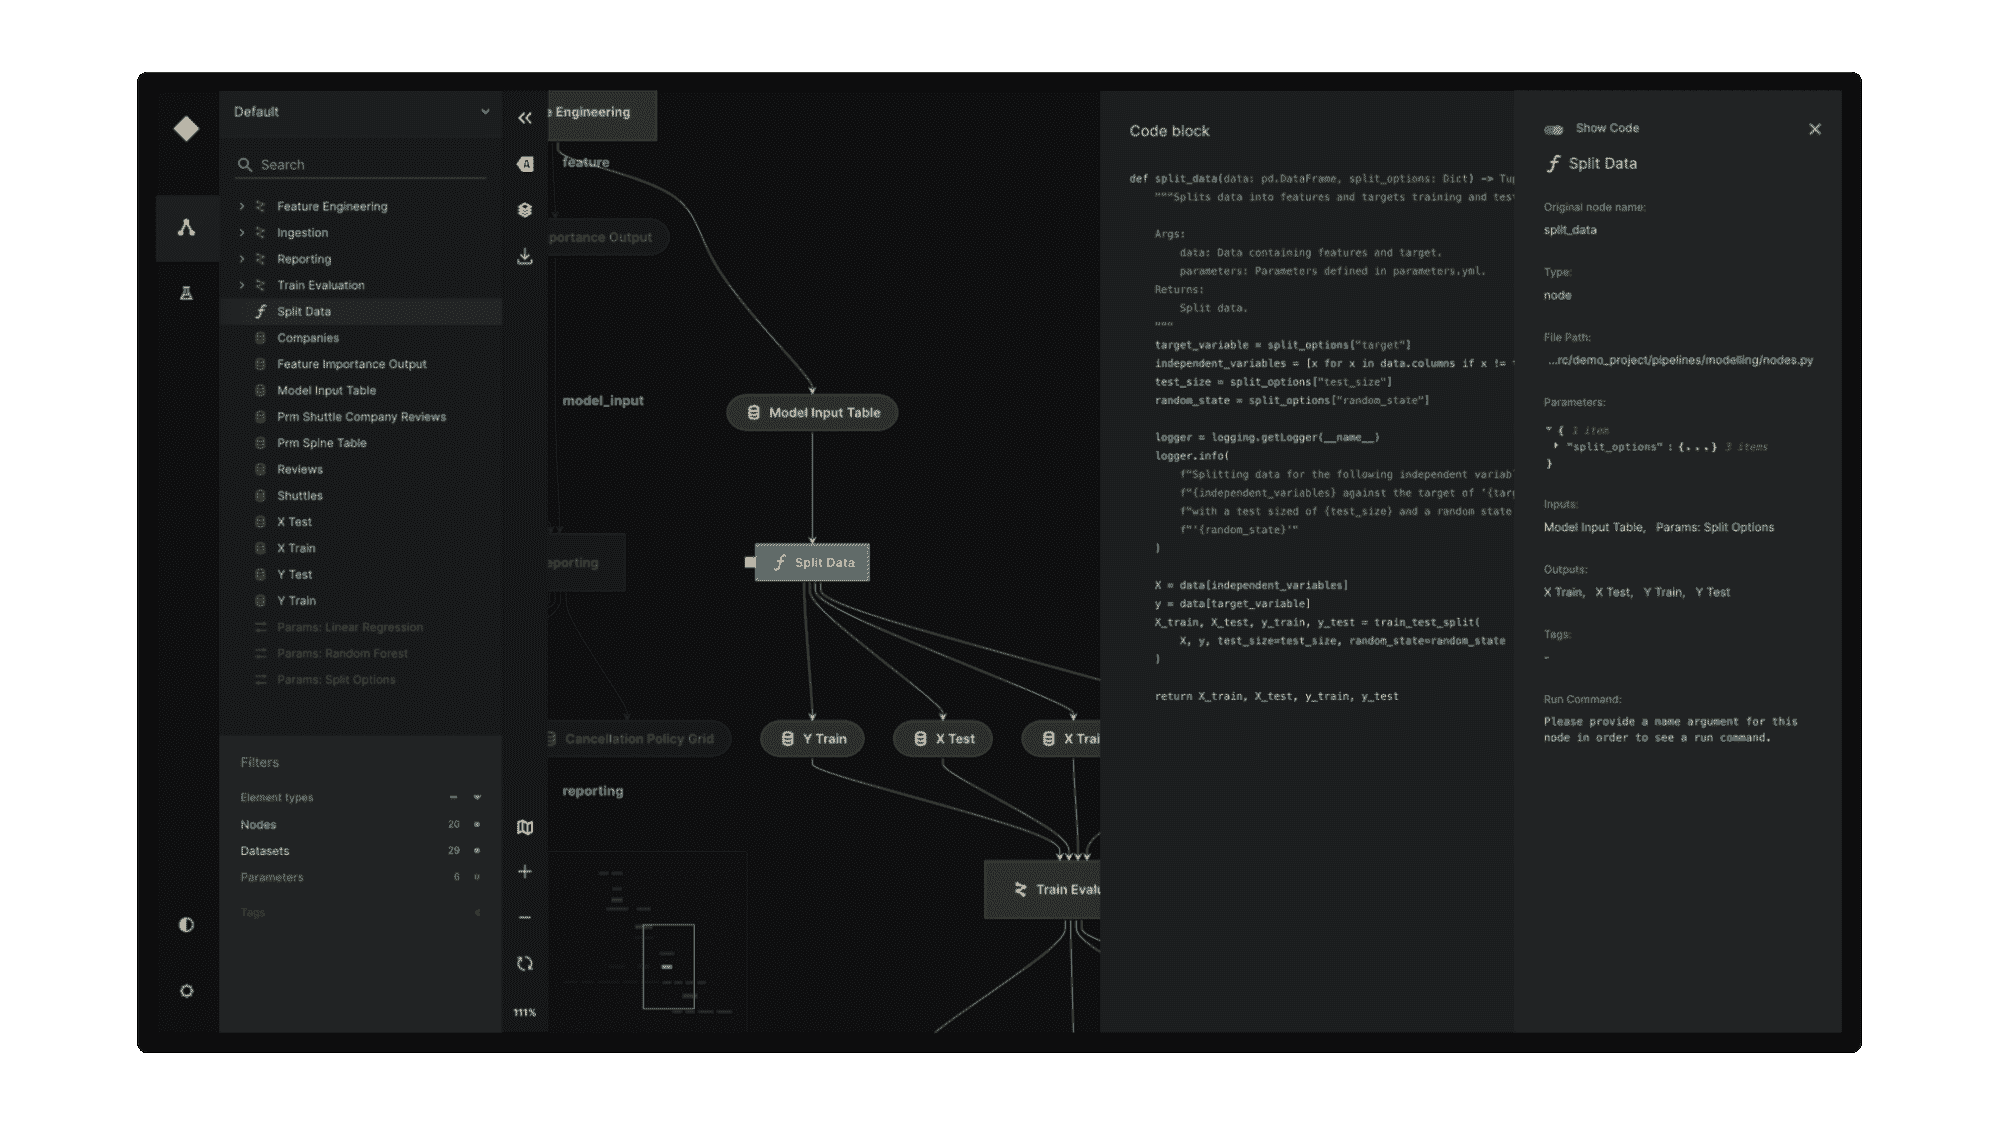 Default
Search
Feature Engineering
Ingestion
Reporting
Train Evaluation
Split Data
Companies
Feature Importance Output
Model Input Table
Prm Shuttle Company Reviews
Prm Spine Table
Reviews
Shuttles
X Test
X Train
Y Test
Y Train
Params: Linear Regression
Params: Random Forest
Params: Split Options
Filters
Element types
Nodes 20
Datasets 29
Parameters 6
Tags
A
111%
e Engineering
feature
portance Output
model_input
Model Input Table
eporting
Split Data
Cancellation Policy Grid
Y Train
X Test
X Trai
reporting
Train Evalu
Code block
def split_data(data: pd.DataFrame, split_options: Dict) -> Tup
"""Splits data into features and targets training and test
Args:
data: Data containing features and target.
parameters: Parameters defined in parameters.yml.
Returns:
Split data.
"""
target_variable = split_options["target"]
independent_variables = [x for x in data.columns if x !=
test_size = split_options["test_size"]
random_state = split_options["random_state"]
logger = logging.getLogger(__name__)
logger.info(
f"Splitting data for the following independent variab
f"{independent_variables} against the target of '{targ
f"with a test sized of {test_size} and a random state
f"'{random_state}'"
)
X = data[independent_variables]
y = data[target_variable]
X_train, X_test, y_train, y_test = train_test_split(
X, y, test_size=test_size, random_state=random_state
)
return X_train, X_test, y_train, y_test
Show Code
Split Data
Original node name:
split_data
Type:
node
File Path:
...rc/demo_project/pipelines/modelling/nodes.py
Parameters:
{ 1 item
"split_options" : {...} 3 items
}
Inputs:
Model Input Table, Params: Split Options
Outputs:
X Train, X Test, Y Train, Y Test
Tags:
-
Run Command:
Please provide a name argument for this
node in order to see a run command.